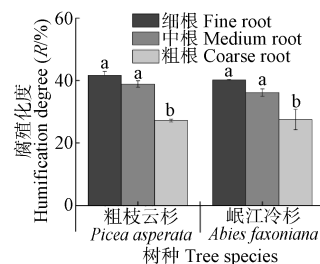 细根 Fine root
中根 Medium root
粗根 Coarse root
腐殖化度
Humification degree (R/%)
60
40
20
0
a
a
b
a
a
b
粗枝云杉
岷江冷杉
Picea asperata
Abies faxoniana
树种 Tree species